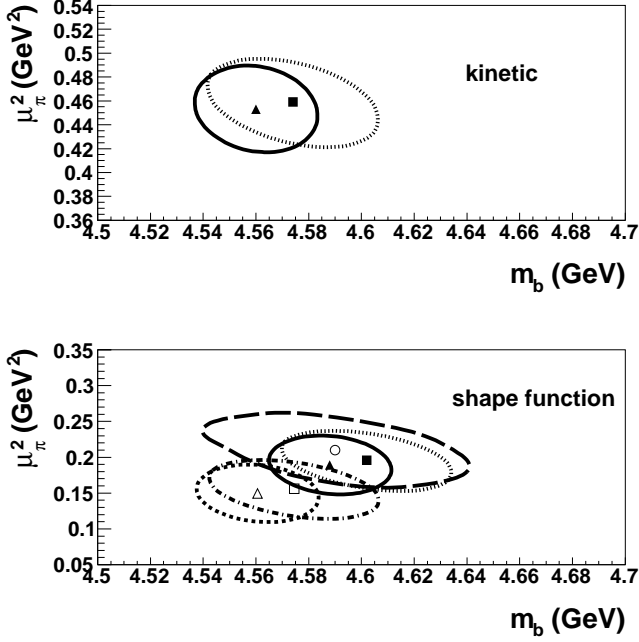 μπ² (GeV²)
0.54
0.5
0.48
0.46
0.44
0.42
0.4
0.38
0.36
kinetic
4.5 4.52 4.54 4.56 4.58 4.6 4.62 4.64 4.66 4.68 4.7
m_b (GeV)
μπ² (GeV²)
0.35
0.3
0.25
0.2
0.15
0.1
0.05
shape function
4.5 4.52 4.54 4.56 4.58 4.6 4.62 4.64 4.66 4.68 4.7
m_b (GeV)